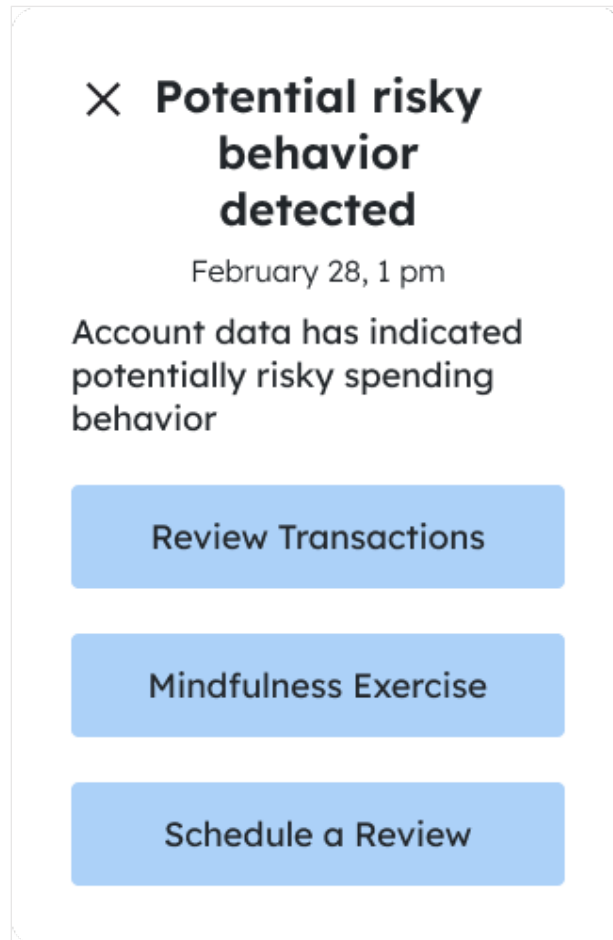 Potential risky
behavior
detected
February 28, 1 pm
Account data has indicated
potentially risky spending
behavior
Review Transactions
Mindfulness Exercise
Schedule a Review